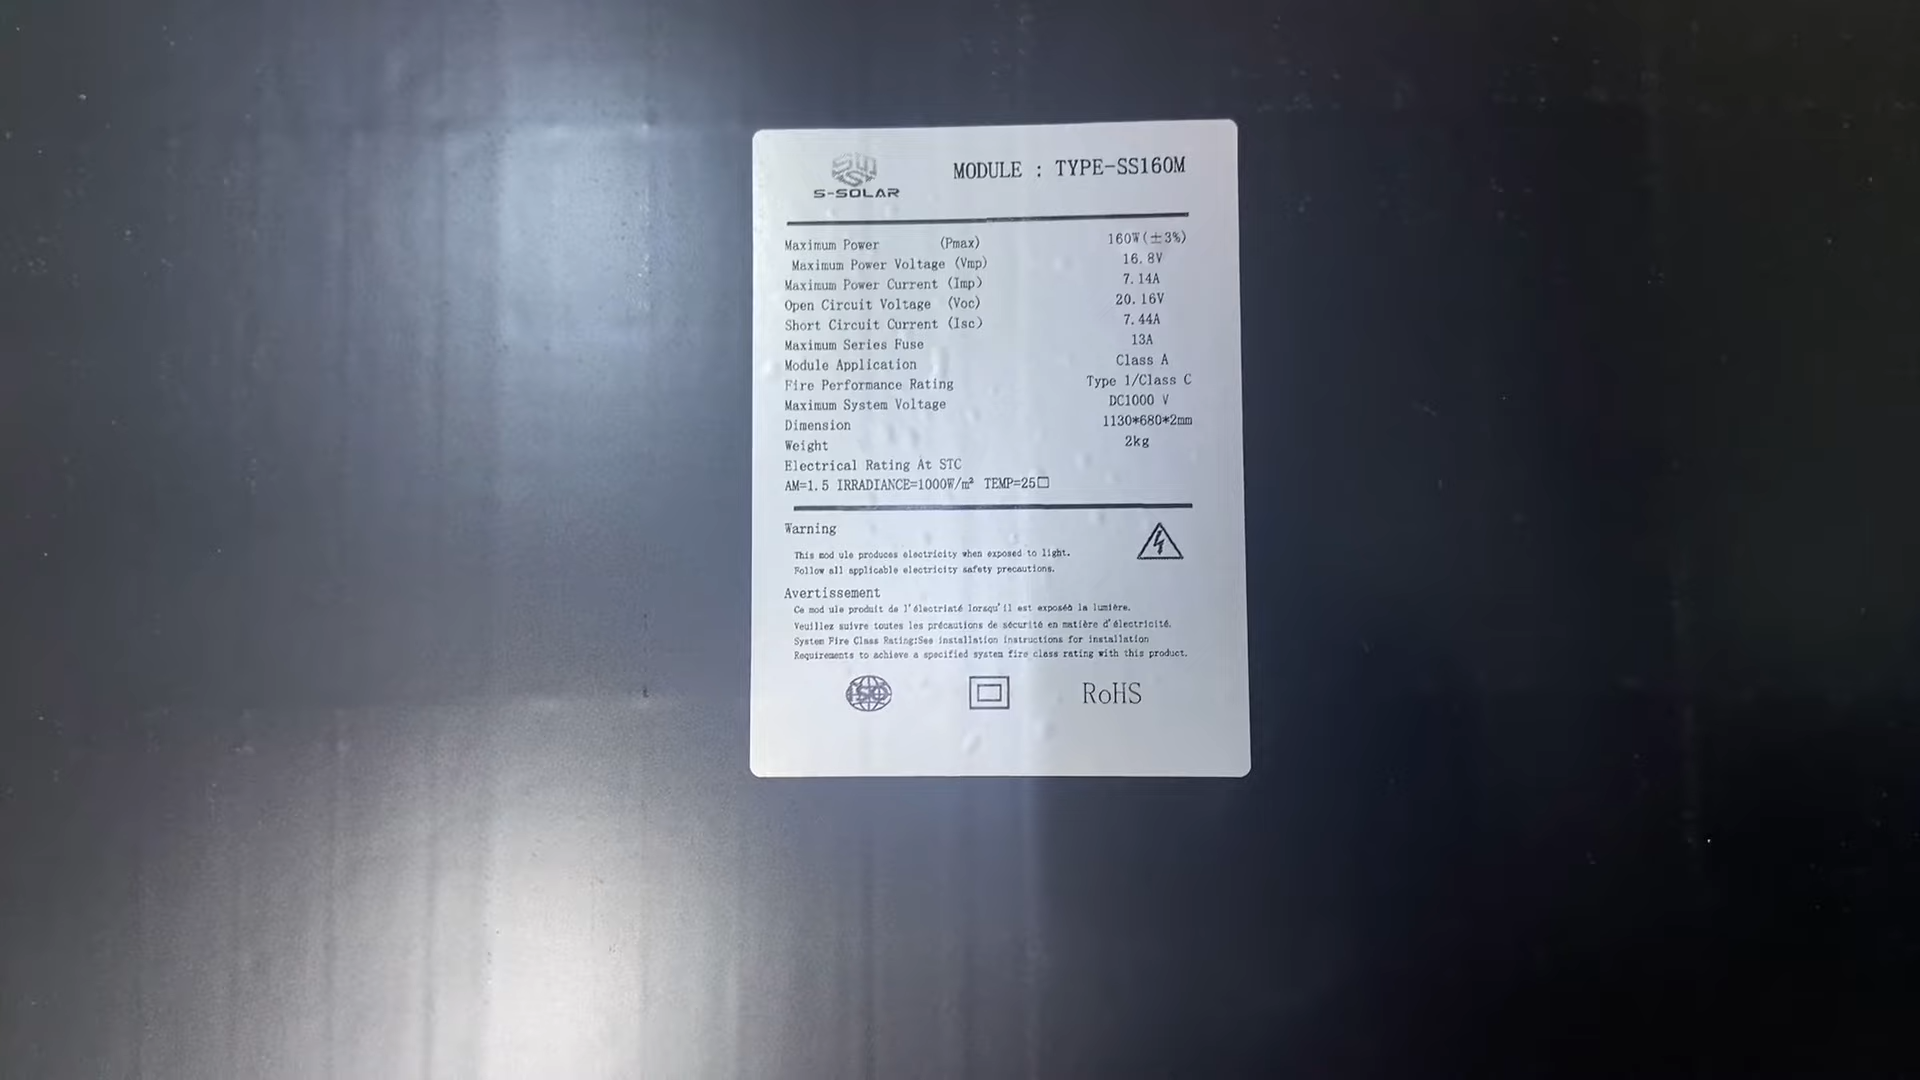 S-SOLAR
MODULE : TYPE-SS160M
Maximum Power (Pmax) 160W(±3%)
Maximum Power Voltage (Vmp) 16.8V
Maximum Power Current (Imp) 7.14A
Open Circuit Voltage (Voc) 20.16V
Short Circuit Current (Isc) 7.44A
Maximum Series Fuse 13A
Module Application Class A
Fire Performance Rating Type 1/Class C
Maximum System Voltage DC1000 V
Dimension 1130*680*2mm
Weight 2kg
Electrical Rating At STC
AM=1.5 IRRADIANCE=1000W/m² TEMP=25□
Warning
This mod ule produces electricity when exposed to light.
Follow all applicable electricity safety precautions.
Avertissement
Ce mod ule produit de l'électriaté lorsqu'il est exposéà la lumière.
Veuillez suivre toutes les précautions de sécurité en matière d'électricité.
System Fire Class Rating:See installation instructions for installation
Requirements to achieve a specified system fire class rating with this product.
ISO
RoHS